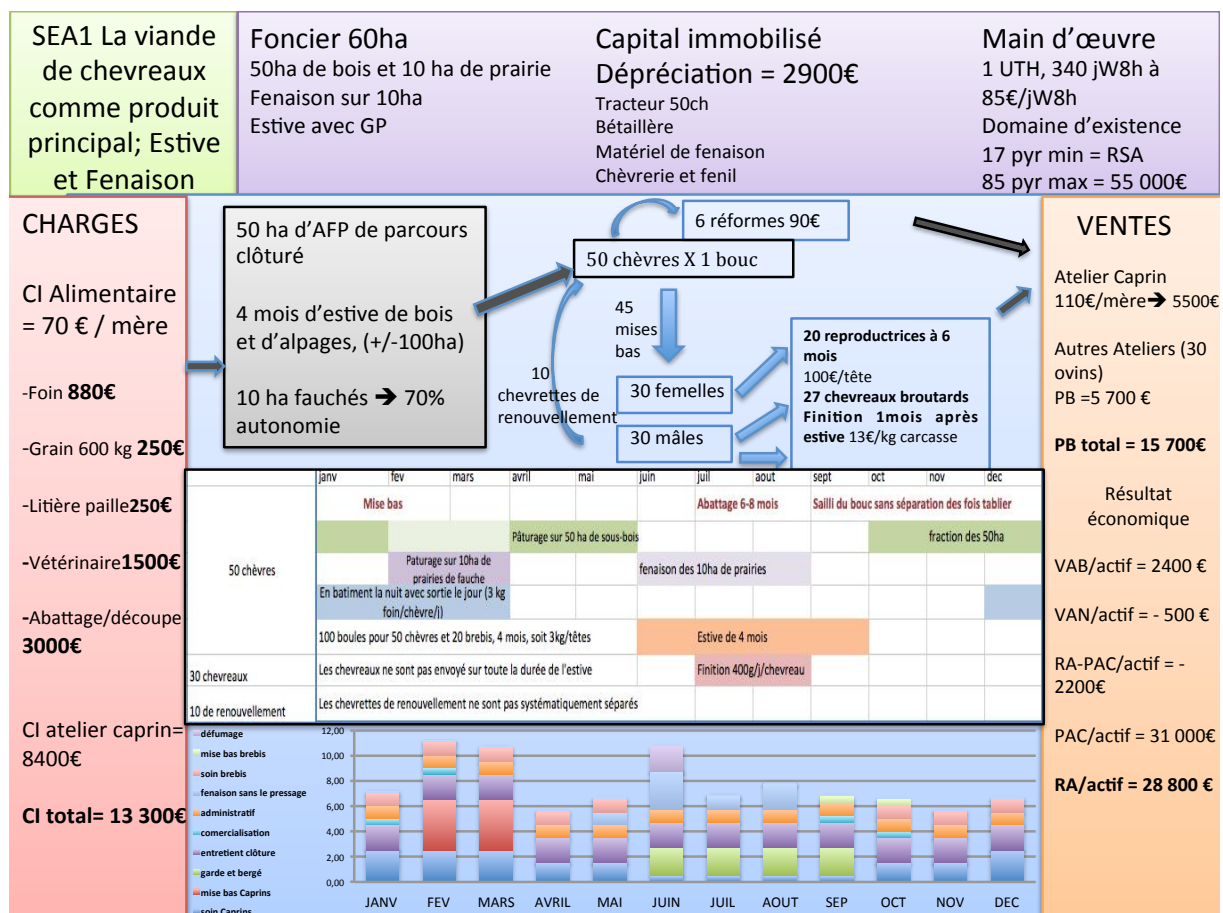 SEA1 La viande
de chevreaux
comme produit
principal; Estive
et Fenaison
Foncier 60ha
50ha de bois et 10 ha de prairie
Fenaison sur 10ha
Estive avec GP
Capital immobilisé
Dépréciation = 2900€
Tracteur 50ch
Bétaillère
Matériel de fenaison
Chèvrerie et fenil
Main d’œuvre
1 UTH, 340 jW8h à
85€/jW8h
Domaine d’existence
17 pyr min = RSA
85 pyr max = 55 000€
CHARGES
CI Alimentaire
= 70 € / mère
-Foin 880€
-Grain 600 kg 250€
-Litière paille250€
-Vétérinaire1500€
-Abattage/découpe
3000€
CI atelier caprin=
8400€
CI total= 13 300€
50 ha d’AFP de parcours
clôturé
4 mois d’estive de bois
et d’alpages, (+/-100ha)
10 ha fauchés ➔ 70%
autonomie
6 réformes 90€
50 chèvres X 1 bouc
45
mises
bas
10
chevrettes de
renouvellement
30 femelles
30 mâles
20 reproductrices à 6
mois
100€/tête
27 chevreaux broutards
Finition 1mois après
estive 13€/kg carcasse
VENTES
Atelier Caprin
110€/mère➔ 5500€
Autres Ateliers (30
ovins)
PB =5 700 €
PB total = 15 700€
Résultat
économique
VAB/actif = 2400 €
VAN/actif = - 500 €
RA-PAC/actif = -
2200€
PAC/actif = 31 000€
RA/actif = 28 800 €
janv fev mars avril mai juin juil aout sept oct nov dec
Mise bas Abattage 6-8 mois Sailli du bouc sans séparation des fois tablier
Pâturage sur 50 ha de sous-bois fraction des 50ha
50 chèvres
Paturage sur 10ha de
prairies de fauche
fenaison des 10ha de prairies
En batiment la nuit avec sortie le jour (3 kg
foin/chèvre/j)
100 boules pour 50 chèvres et 20 brebis, 4 mois, soit 3kg/têtes Estive de 4 mois
30 chevreaux Les chevreaux ne sont pas envoyé sur toute la durée de l'estive Finition 400g/j/chevreau
10 de renouvellement Les chevrettes de renouvellement ne sont pas systématiquement séparés
défumage
mise bas brebis
soin brebis
fenaison sans le pressage
administratif
comercialisation
entretient clôture
garde et bergé
mise bas Caprins
soin Caprins
12,00
10,00
8,00
6,00
4,00
2,00
0,00
JANV FEV MARS AVRIL MAI JUIN JUIL AOUT SEP OCT NOV DEC